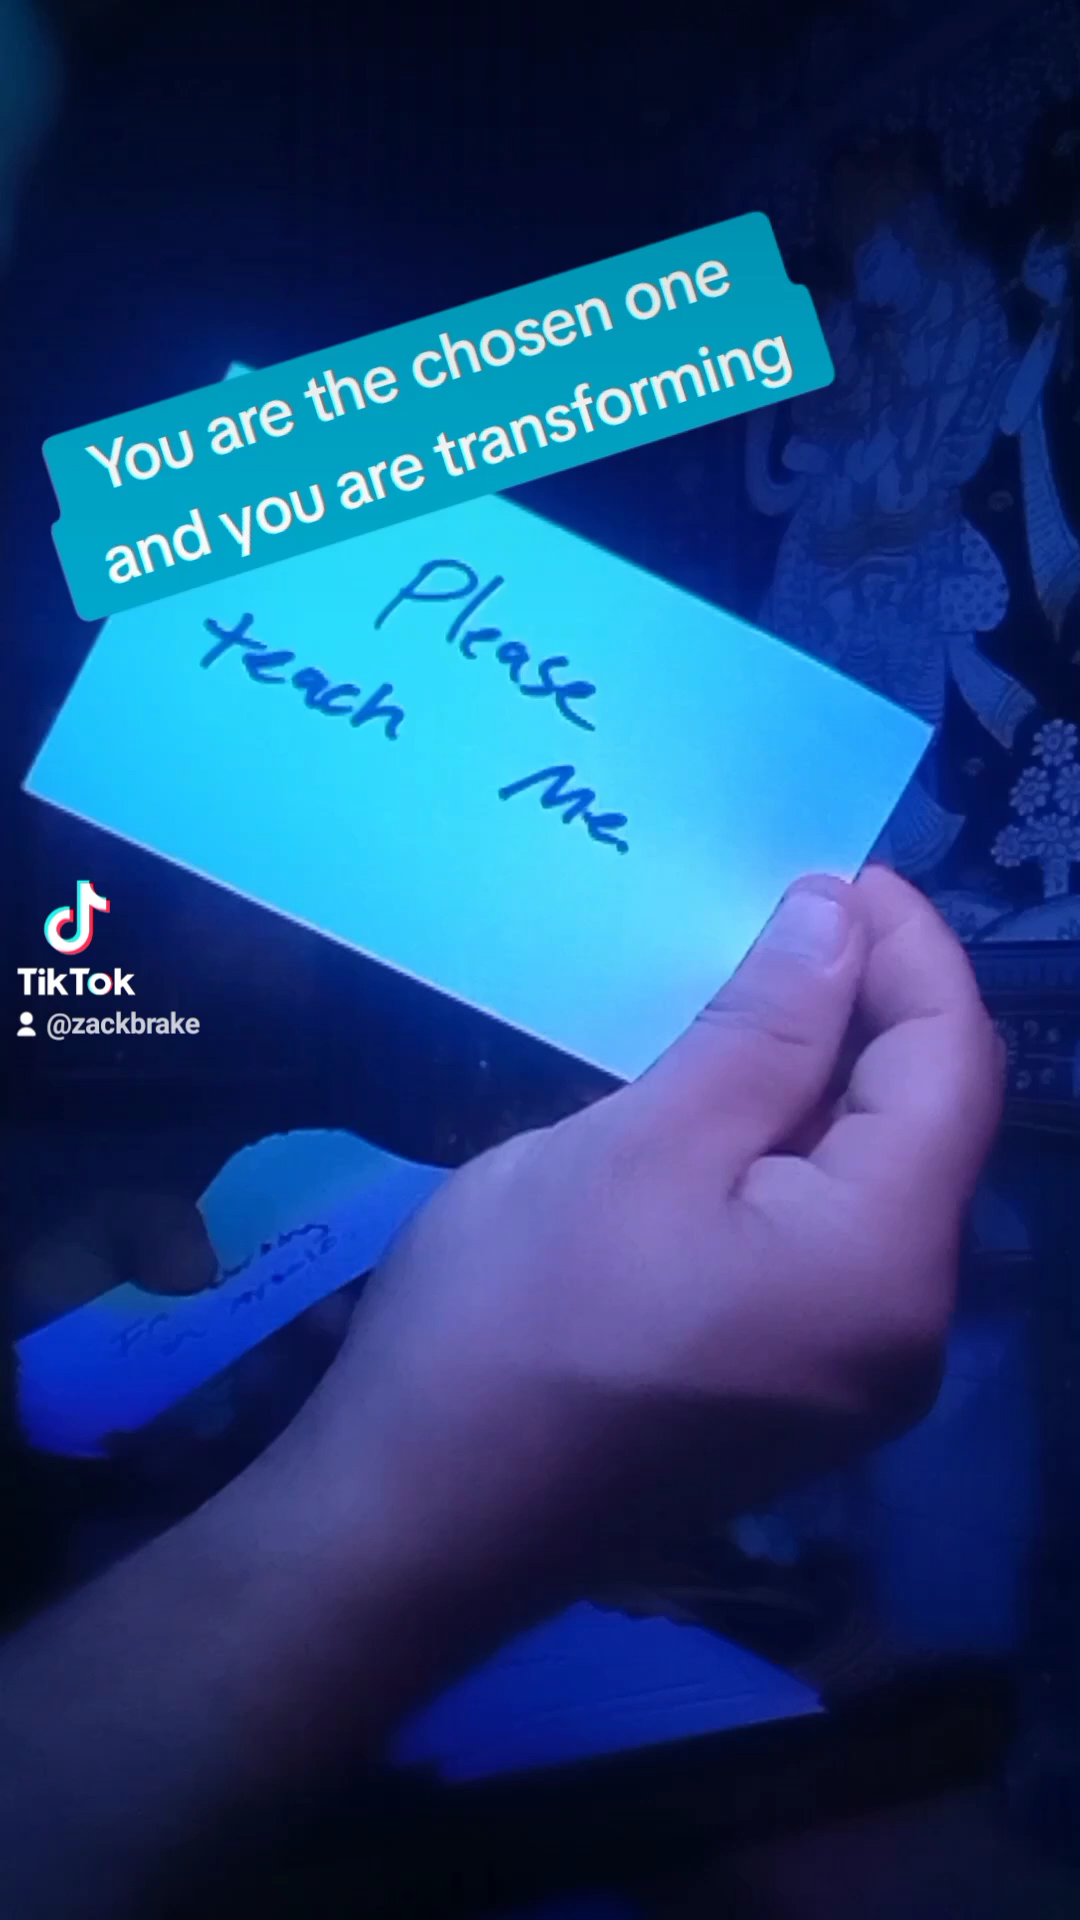 You are the chosen one
and you are transforming
Please
teach
Me.
TikTok
@zackbrake